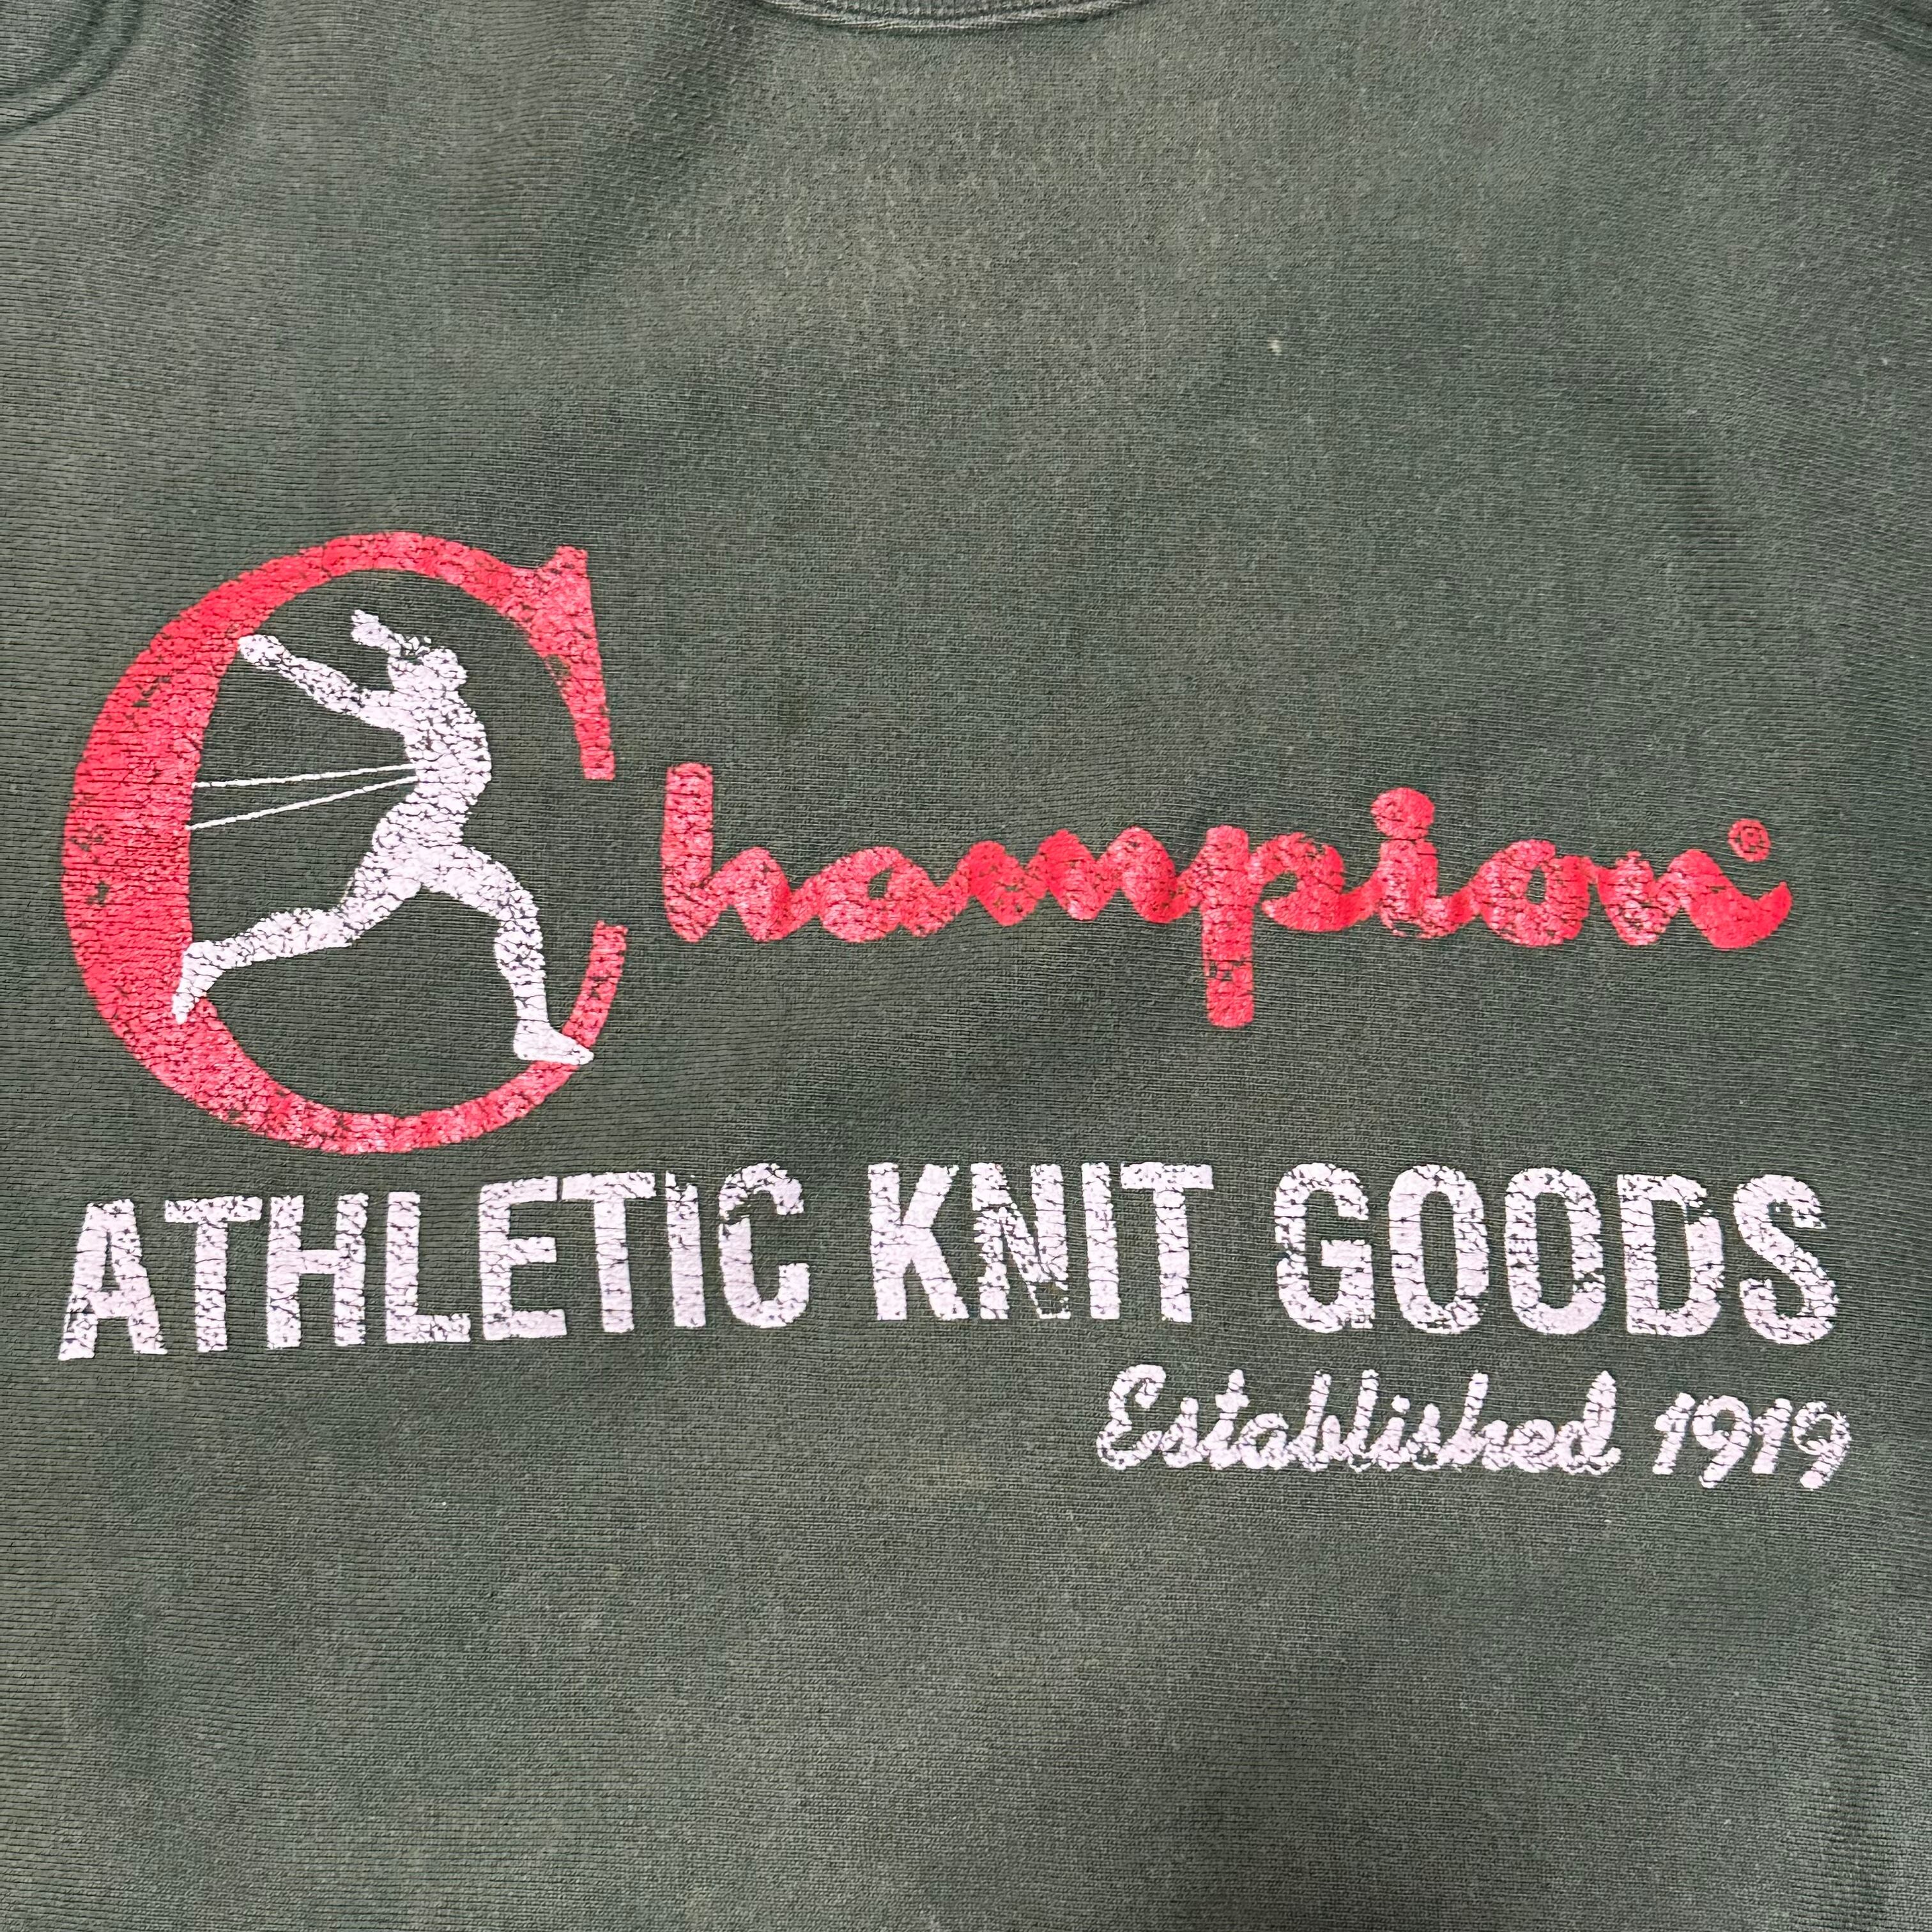 Champion®
ATHLETIC KNIT GOODS
Established 1919